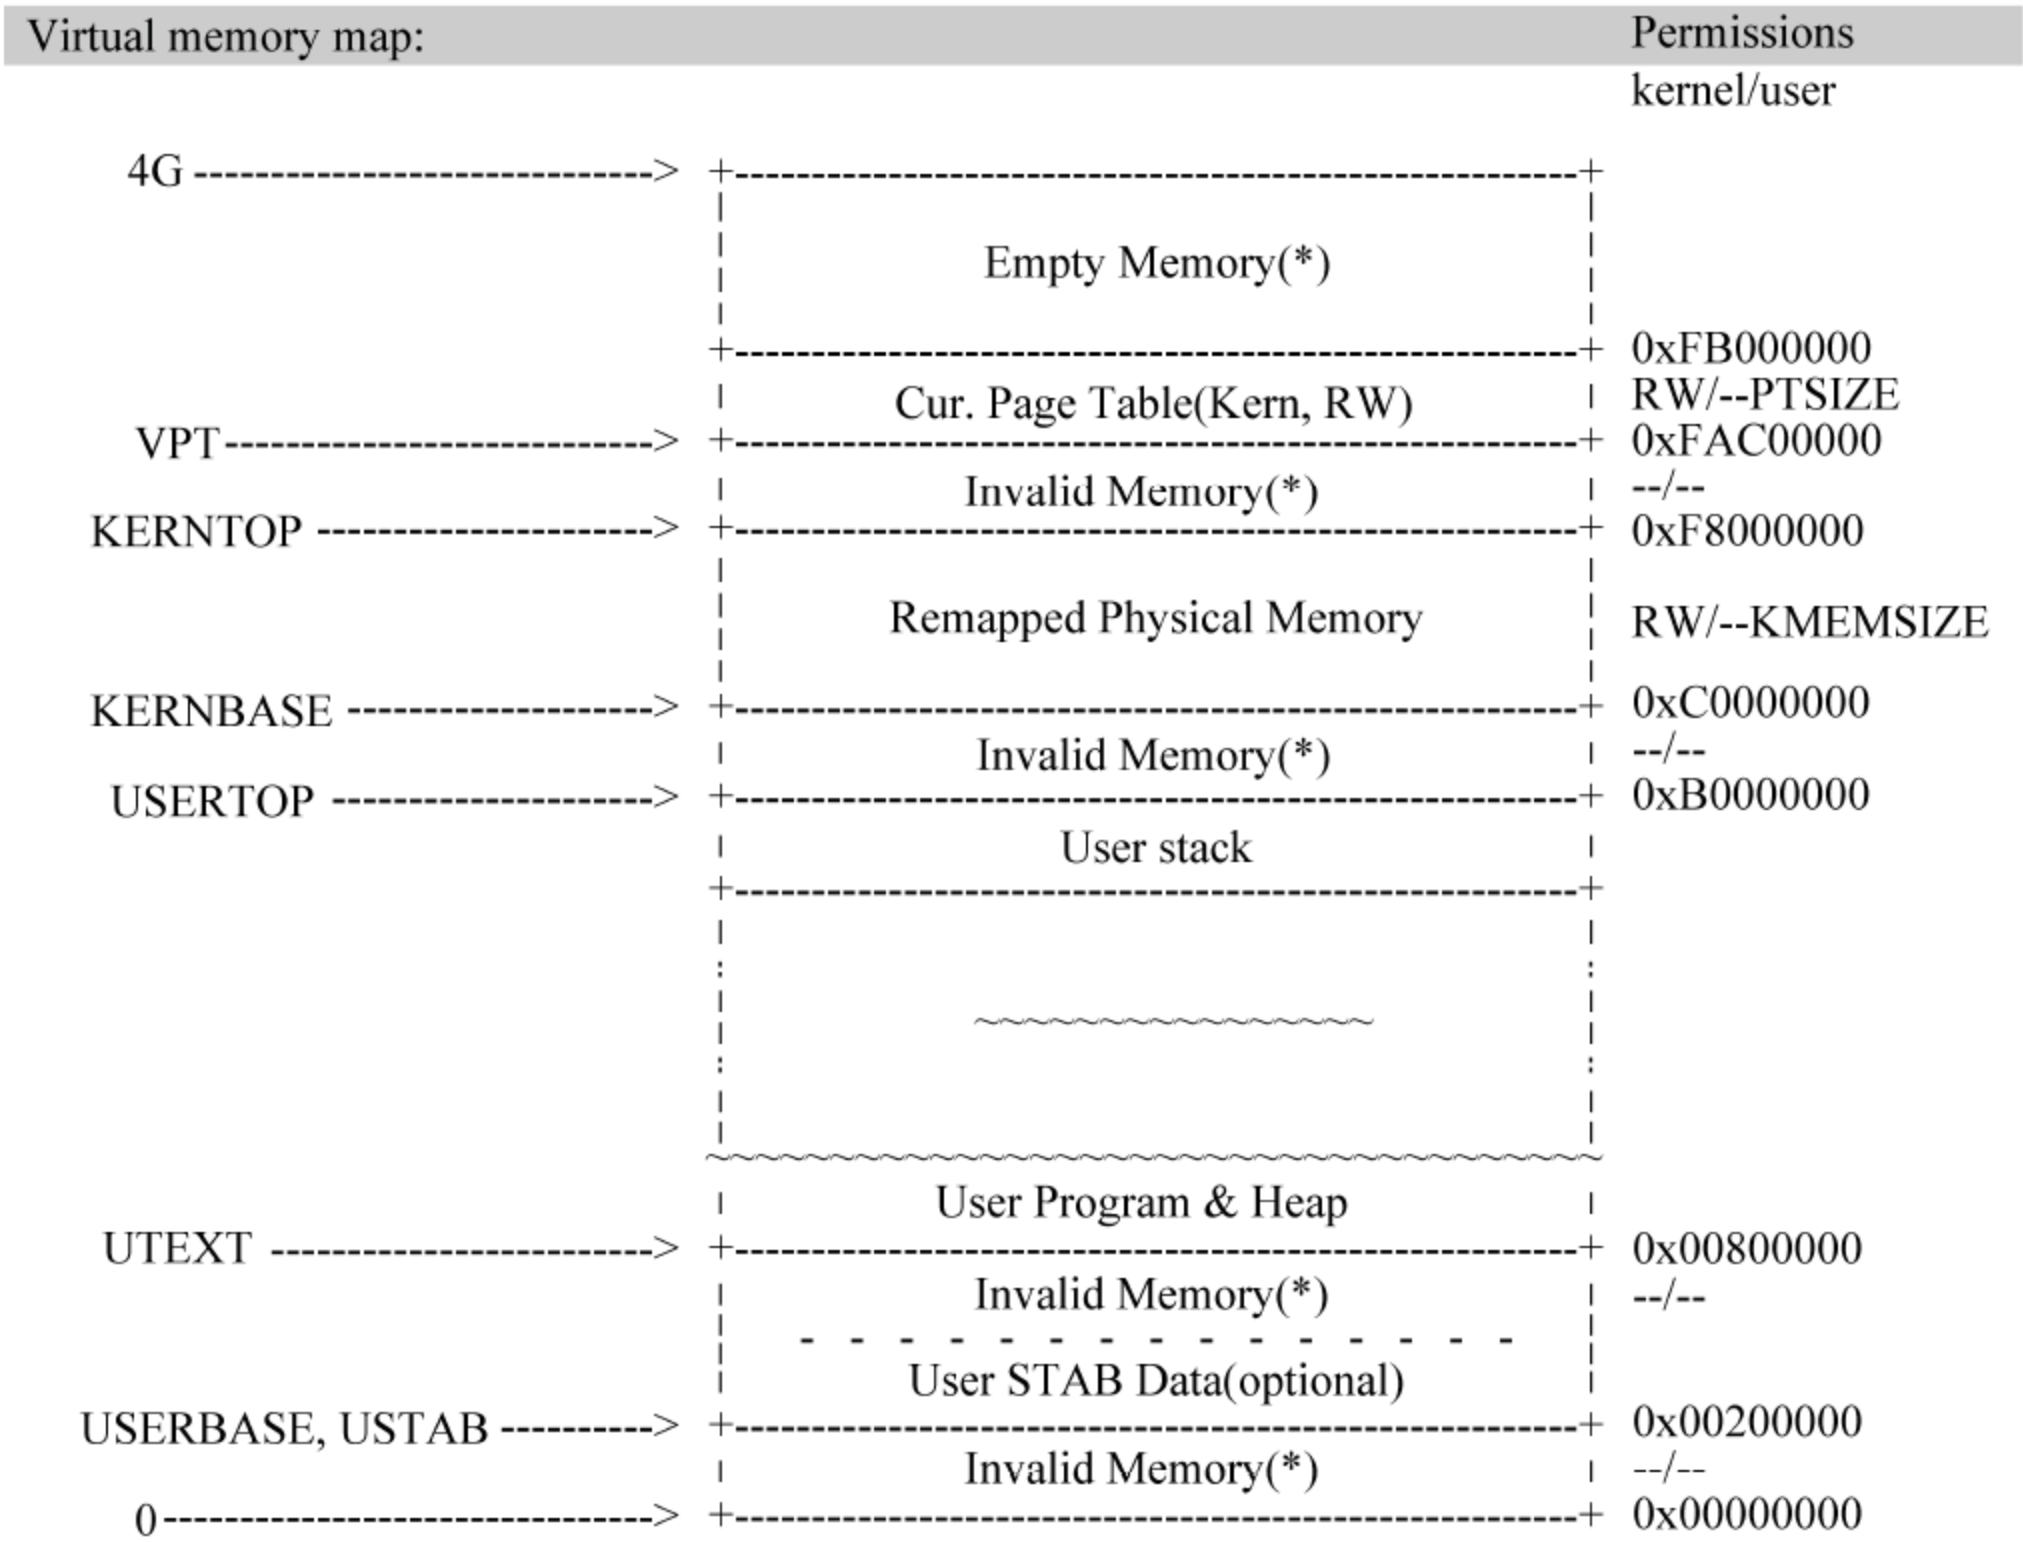 Virtual memory map: Permissions
kernel/user
4G ------------------------------> +--------------------------------------------------------+
| |
| Empty Memory(*) |
| |
+--------------------------------------------------------+ 0xFB000000
| Cur. Page Table(Kern, RW) | RW/--PTSIZE
VPT------------------------------> +--------------------------------------------------------+ 0xFAC00000
| Invalid Memory(*) | --/--
KERNTOP ----------------------> +--------------------------------------------------------+ 0xF8000000
| |
| Remapped Physical Memory | RW/--KMEMSIZE
| |
KERNBASE --------------------> +--------------------------------------------------------+ 0xC0000000
| Invalid Memory(*) | --/--
USERTOP ---------------------> +--------------------------------------------------------+ 0xB0000000
| User stack |
+--------------------------------------------------------+
| |
: :
| ~~~~~~~~~~~~~~~~ |
: :
| |
~~~~~~~~~~~~~~~~~~~~~~~~~~~~~~~~~~~~
| User Program & Heap |
UTEXT -------------------------> +--------------------------------------------------------+ 0x00800000
| Invalid Memory(*) | --/--
| - - - - - - - - - - - - - - - |
| User STAB Data(optional) |
USERBASE, USTAB ----------> +--------------------------------------------------------+ 0x00200000
| Invalid Memory(*) | --/--
0--------------------------------> +--------------------------------------------------------+ 0x00000000